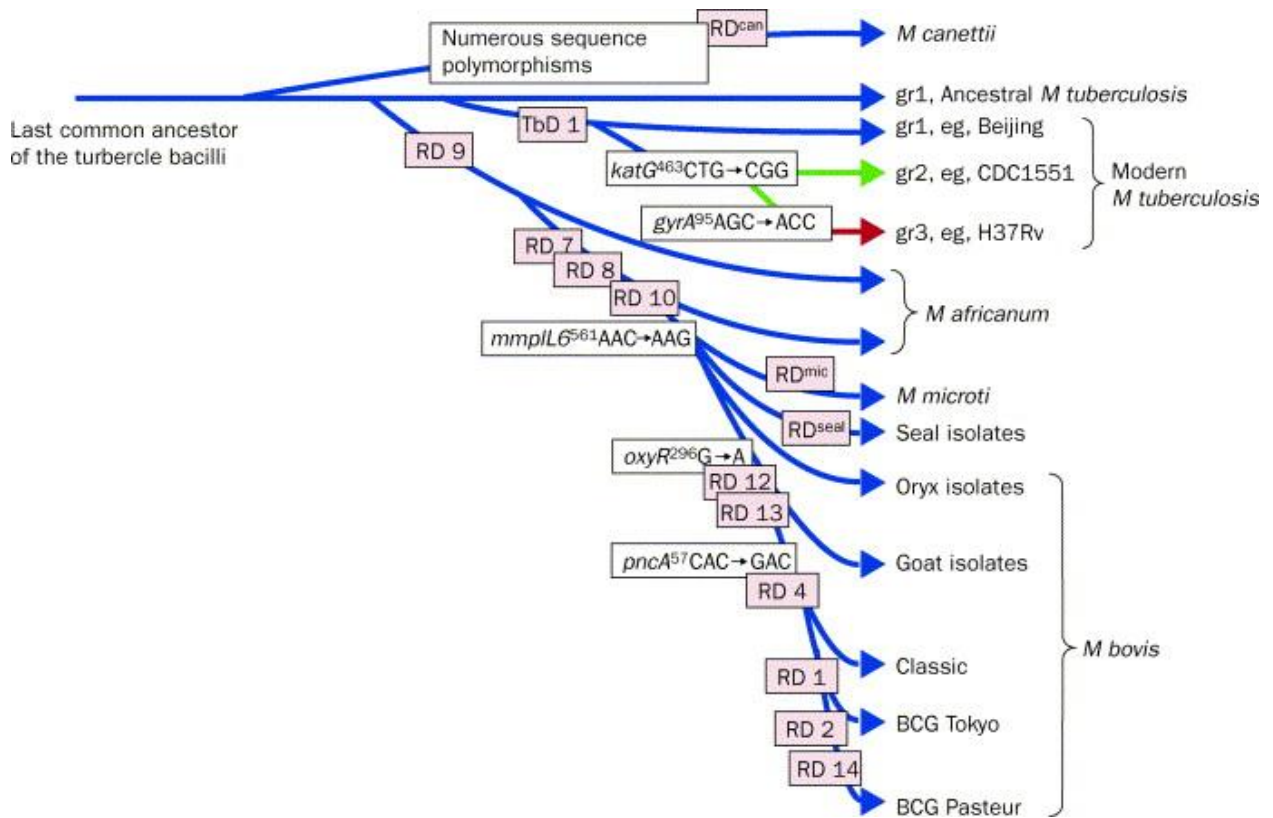 RDcan
M canettii
Numerous sequence
polymorphisms
gr1, Ancestral M tuberculosis
Last common ancestor
of the turbercle bacilli
TbD 1
gr1, eg, Beijing
RD 9
katG463CTG→CGG
gr2, eg, CDC1551
Modern
M tuberculosis
gyrA95AGC→ACC
gr3, eg, H37Rv
RD 7
RD 8
RD 10
M africanum
mmplL6561AAC→AAG
RDmic
M microti
RDseal
Seal isolates
oxyR296G→A
RD 12
Oryx isolates
RD 13
pncA57CAC→GAC
Goat isolates
RD 4
M bovis
Classic
RD 1
BCG Tokyo
RD 2
RD 14
BCG Pasteur